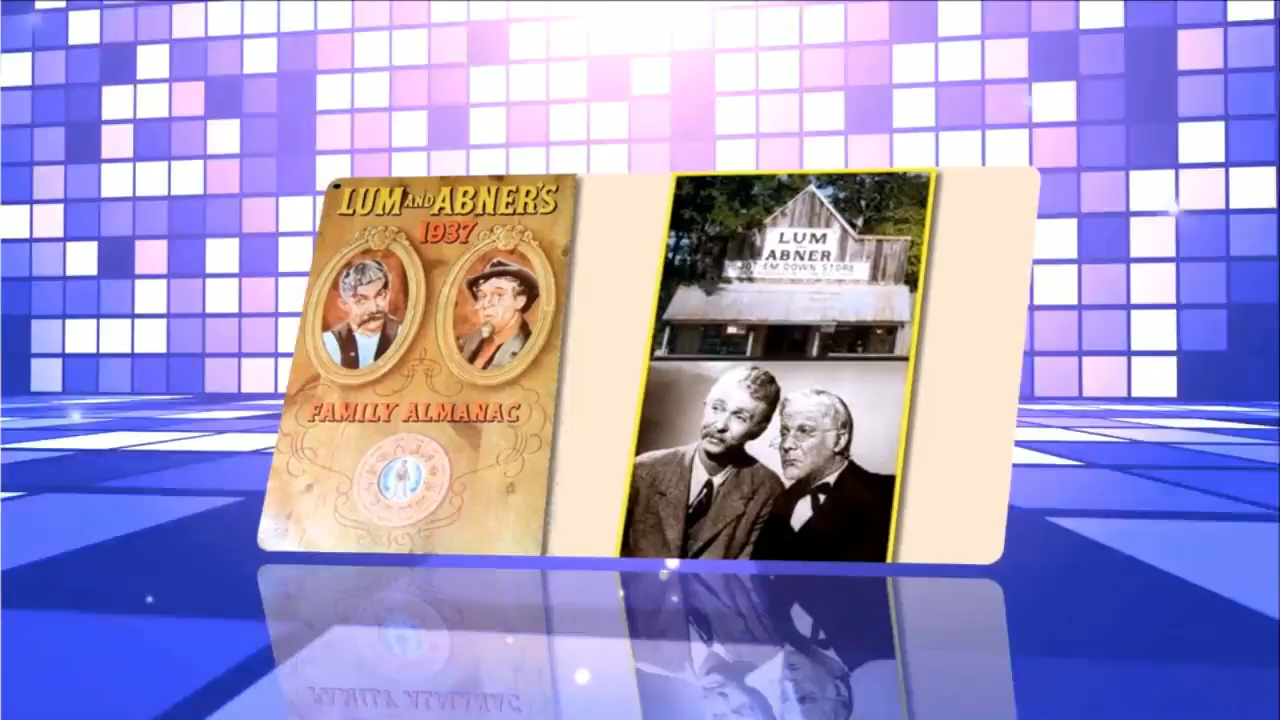 LUM AND ABNER'S
1937
FAMILY ALMANAC
LUM
ABNER
JOT 'EM DOWN STORE